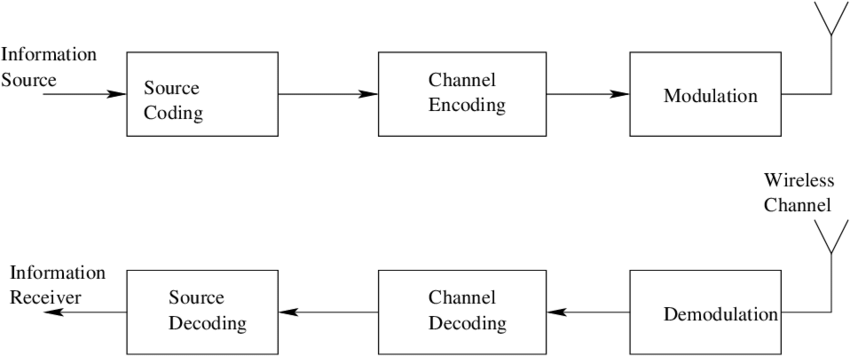 Information
Source
Source
Coding
Channel
Encoding
Modulation
Wireless
Channel
Information
Receiver
Source
Decoding
Channel
Decoding
Demodulation